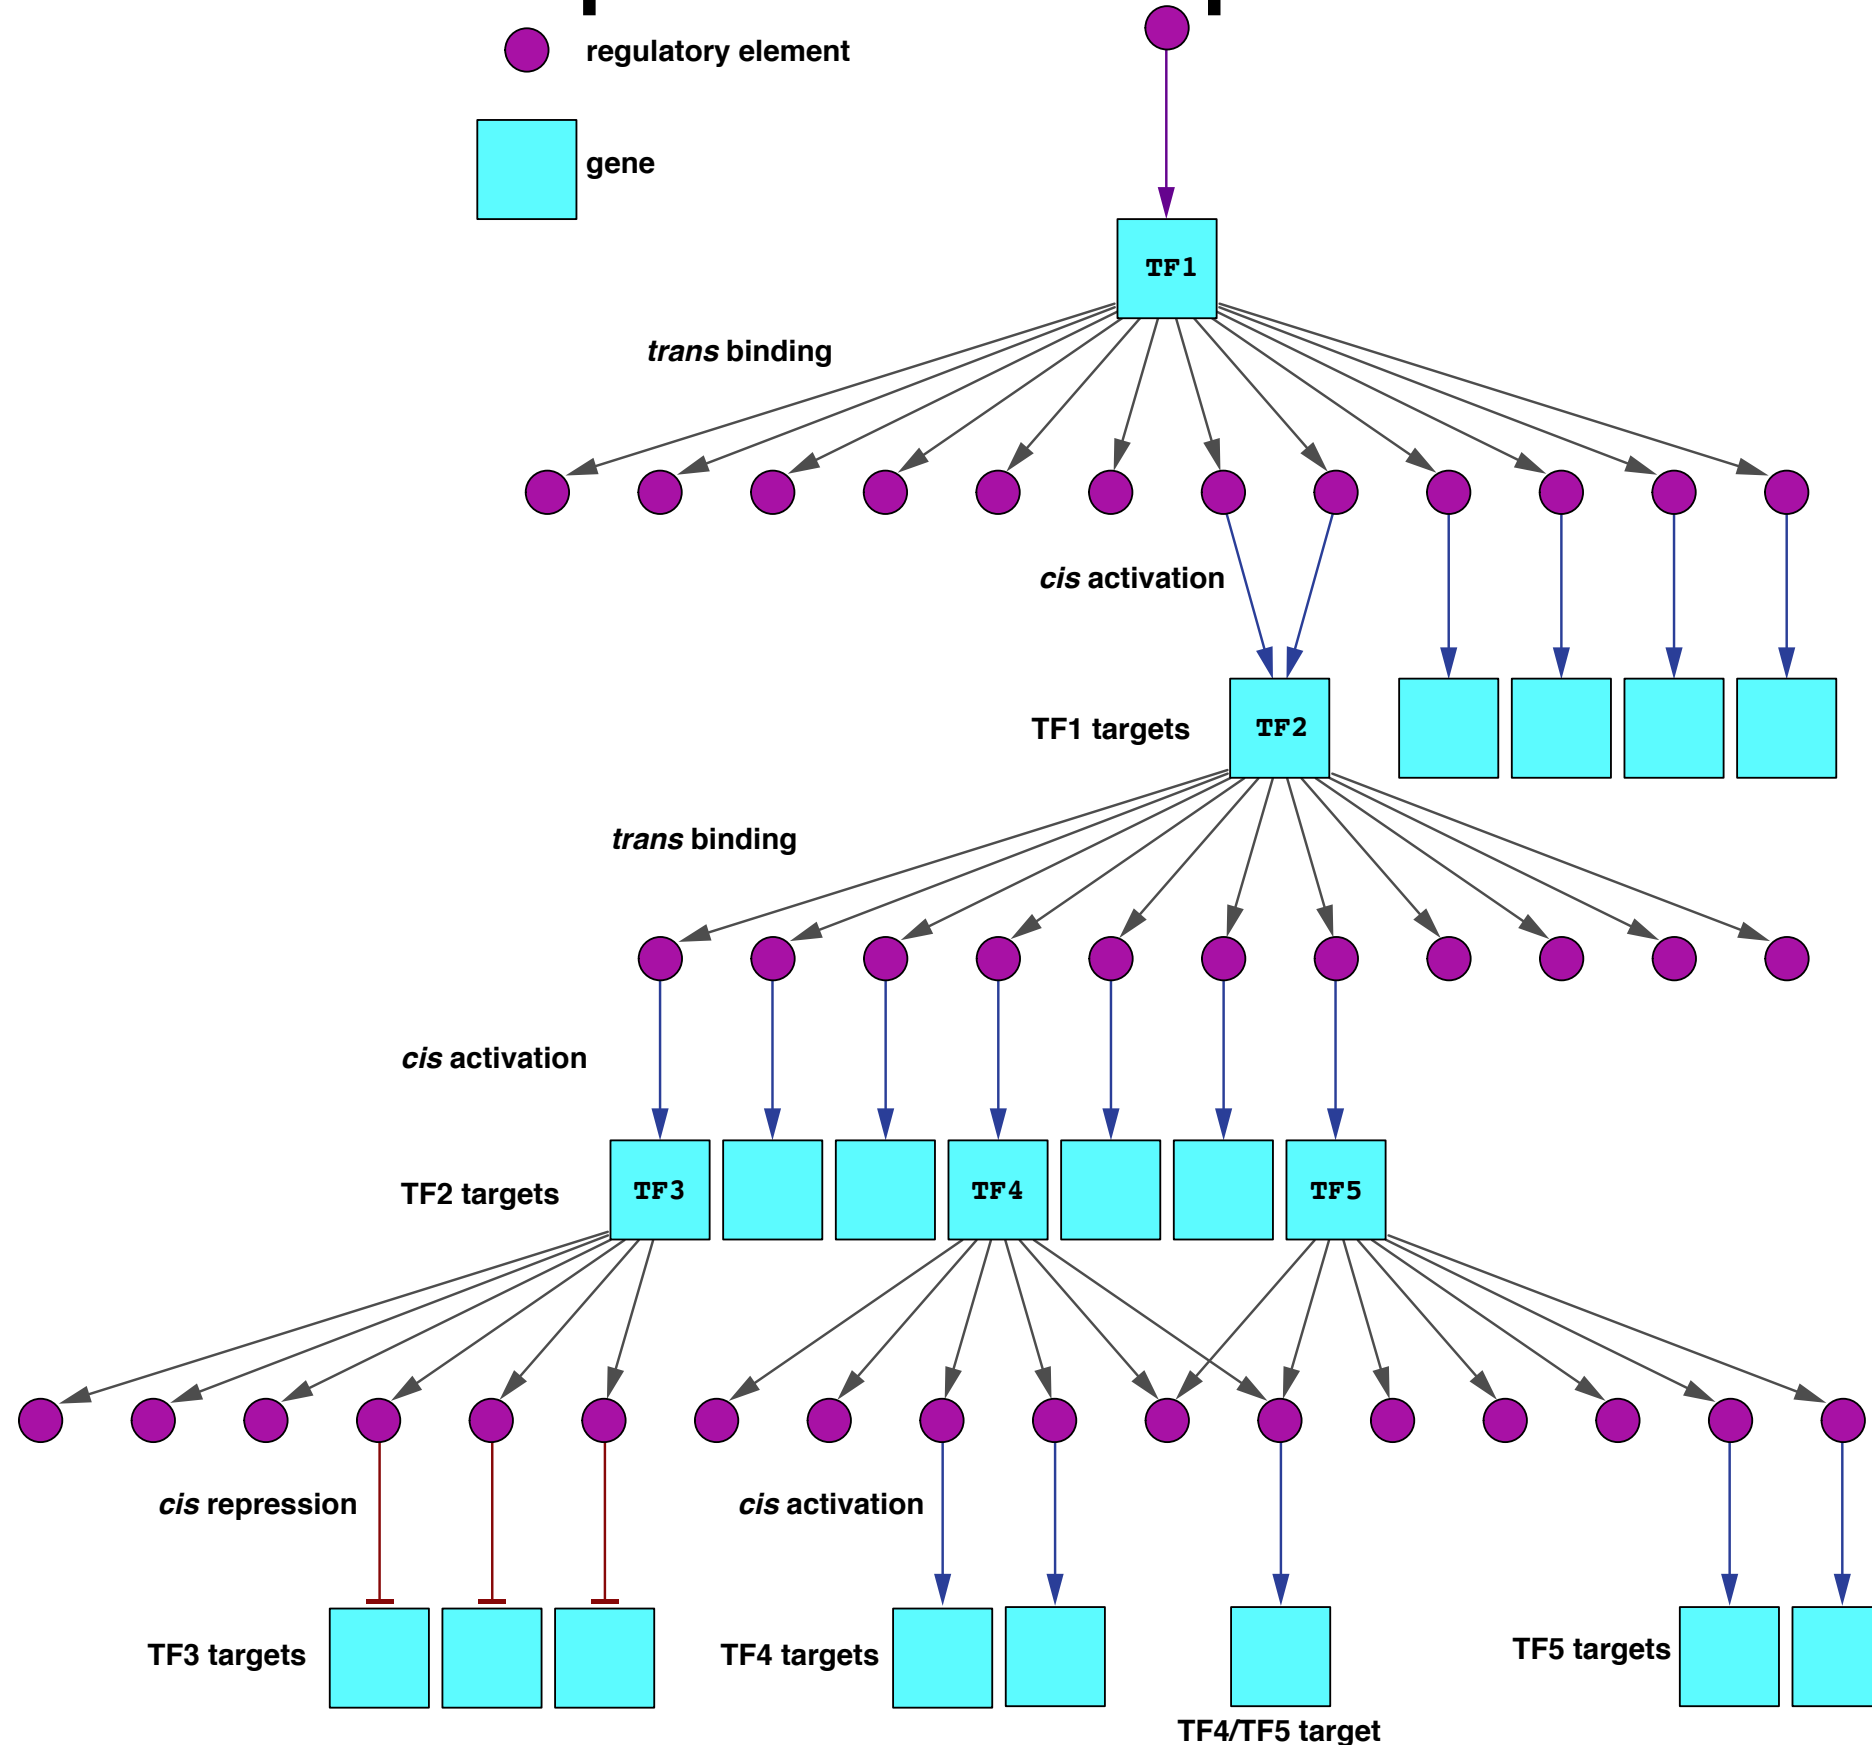 regulatory element
gene
TF1
trans binding
cis activation
TF1 targets
TF2
trans binding
cis activation
TF2 targets
TF3
TF4
TF5
cis repression
cis activation
TF3 targets
TF4 targets
TF5 targets
TF4/TF5 target